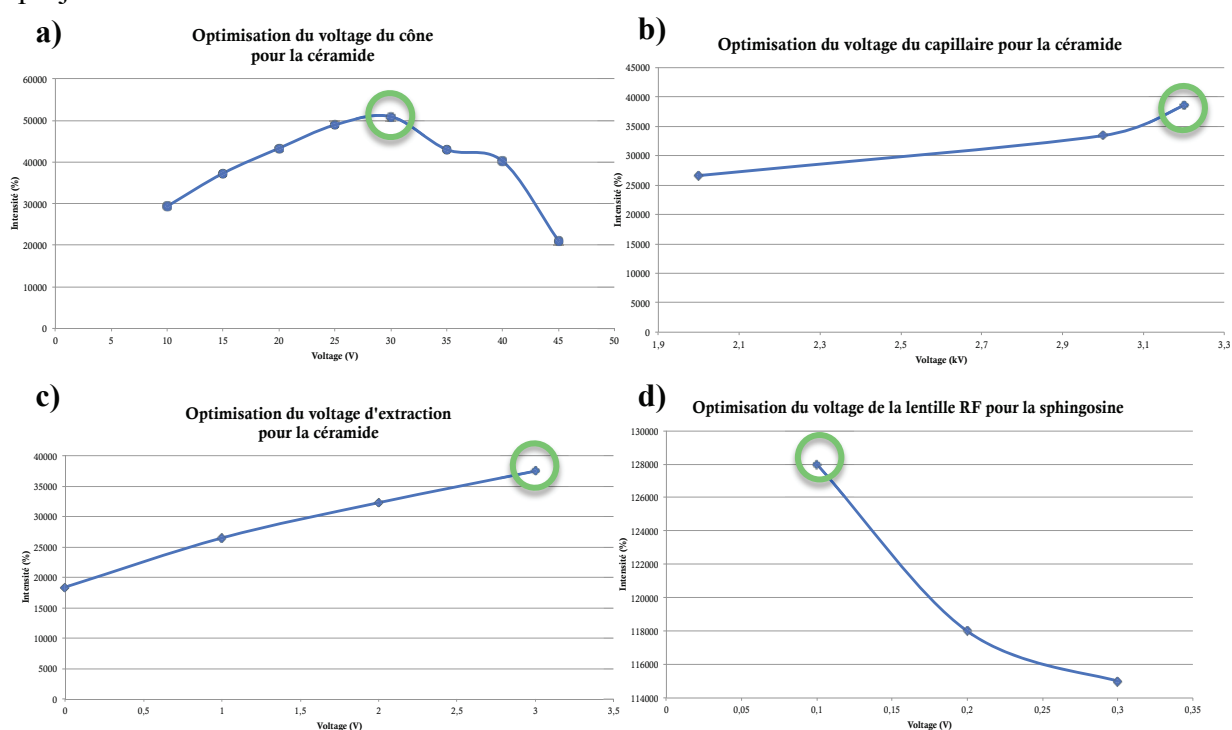 a)
Optimisation du voltage du cône
pour la céramide
60000
50000
40000
30000
20000
10000
0
Intensité (%)
0 5 10 15 20 25 30 35 40 45 50
Voltage (V)
b)
Optimisation du voltage du capillaire pour la céramide
45000
40000
35000
30000
25000
20000
15000
10000
5000
0
Intensité (%)
1,9 2,1 2,3 2,5 2,7 2,9 3,1 3,3
Voltage (kV)
c)
Optimisation du voltage d'extraction
pour la céramide
40000
35000
30000
25000
20000
15000
10000
5000
0
Intensité (%)
0 0,5 1 1,5 2 2,5 3 3,5
Voltage (V)
d)
Optimisation du voltage de la lentille RF pour la sphingosine
130000
128000
126000
124000
122000
120000
118000
116000
114000
Intensité (%)
0 0,05 0,1 0,15 0,2 0,25 0,3 0,35
Voltage (V)